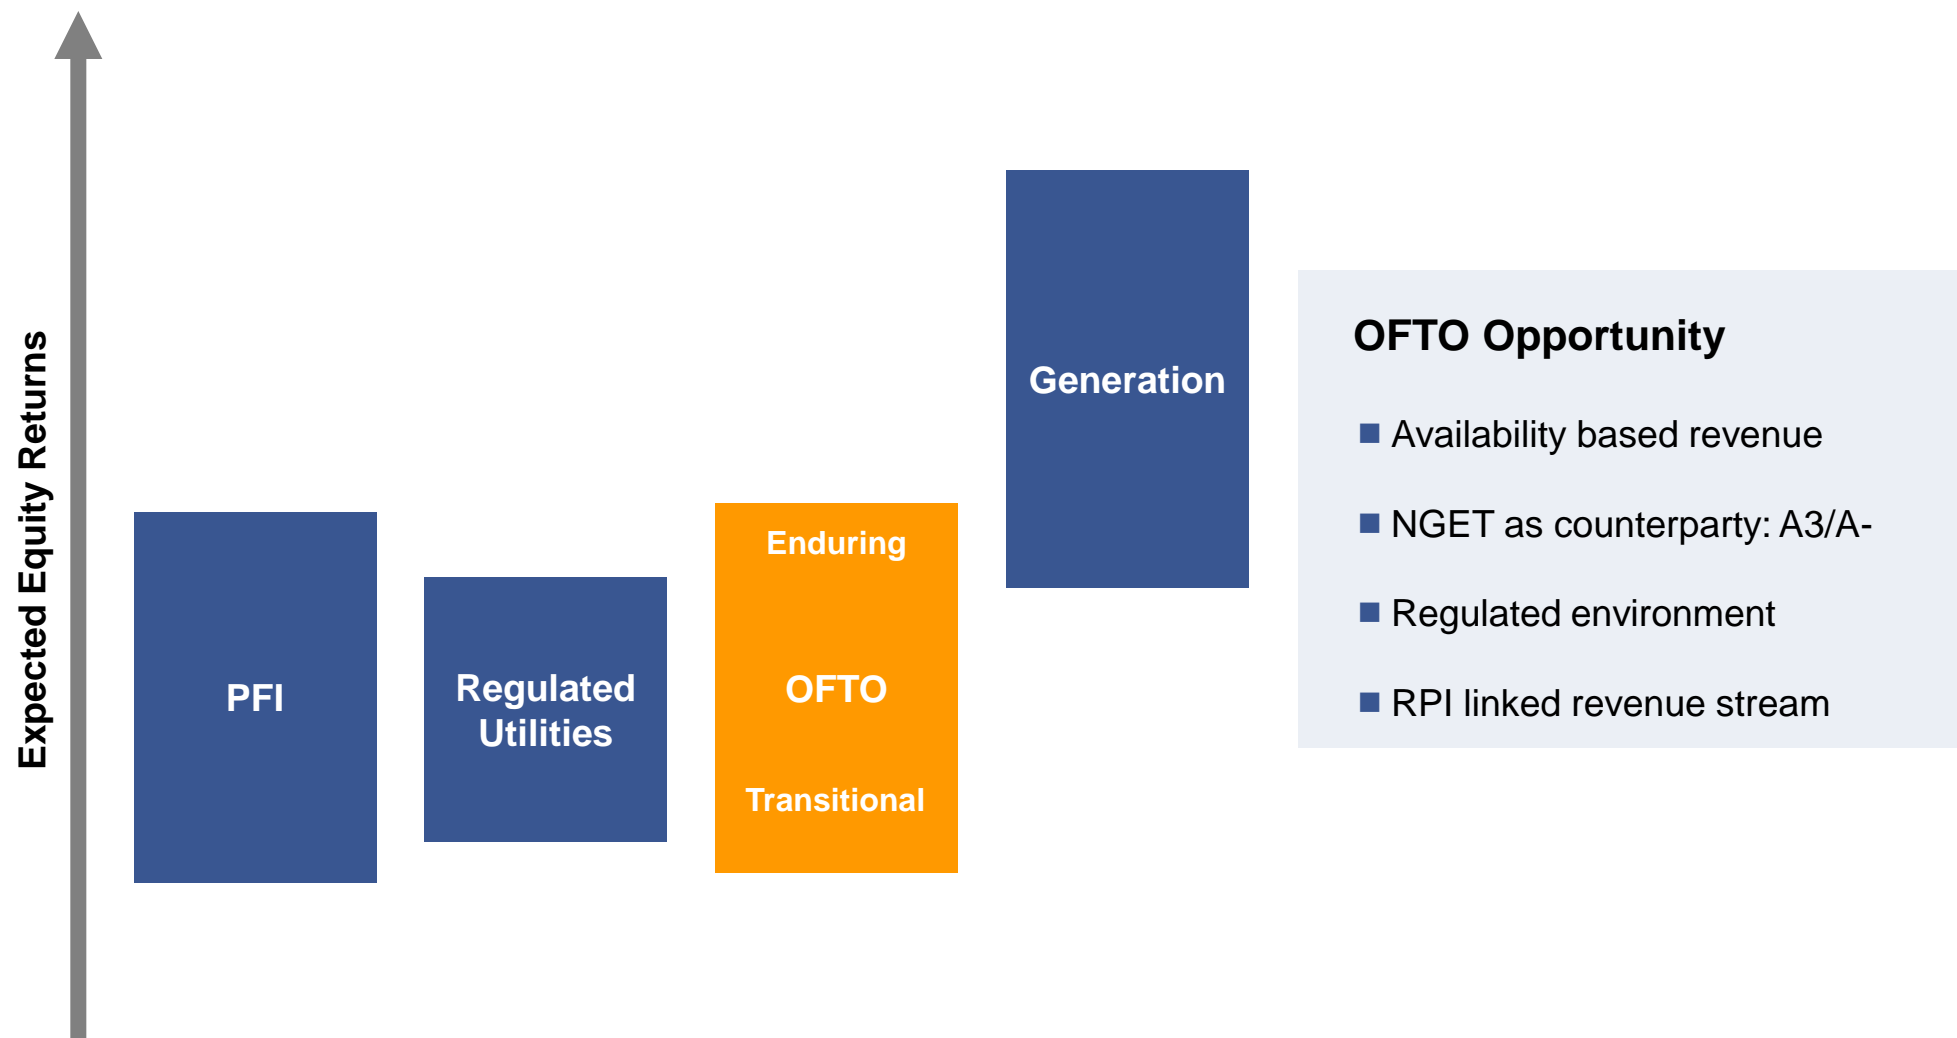 Expected Equity Returns
PFI
Regulated
Utilities
Enduring
OFTO
Transitional
Generation
OFTO Opportunity
Availability based revenue
NGET as counterparty: A3/A-
Regulated environment
RPI linked revenue stream